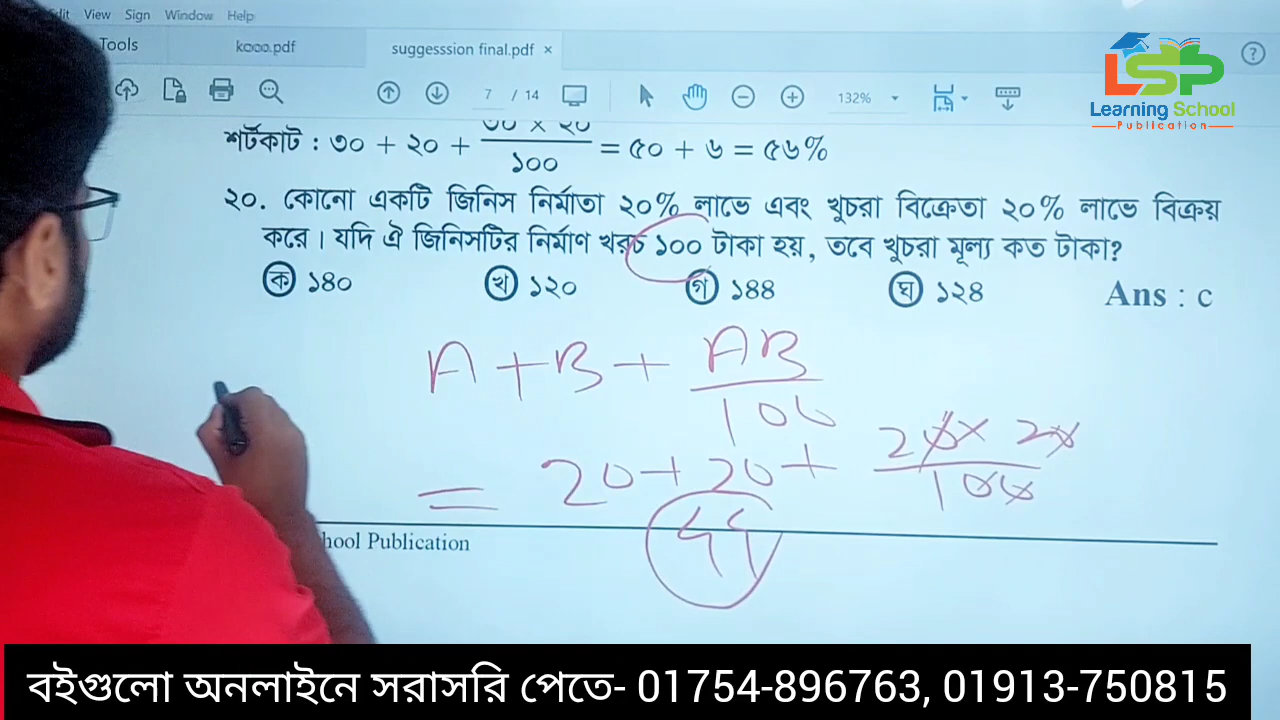 Edit View Sign Window Help
Tools kaaa.pdf suggesssion final.pdf ×
7 / 14 132%
LSP
Learning School
Publication
শর্টকাট : ৩০ + ২০ + ৩০ × ২০ / ১০০ = ৫০ + ৬ = ৫৬%
২০. কোনো একটি জিনিস নির্মাতা ২০% লাভে এবং খুচরা বিক্রেতা ২০% লাভে বিক্রয়
করে। যদি ঐ জিনিসটির নির্মাণ খরচ ১০০ টাকা হয়, তবে খুচরা মূল্য কত টাকা?
ক ১৪০ খ ১২০ গ ১৪৪ ঘ ১২৪ Ans : c
A + B + AB / 100
= 20 + 20 + 20 × 20 / 100
44
hool Publication
বইগুলো অনলাইনে সরাসরি পেতে- 01754-896763, 01913-750815